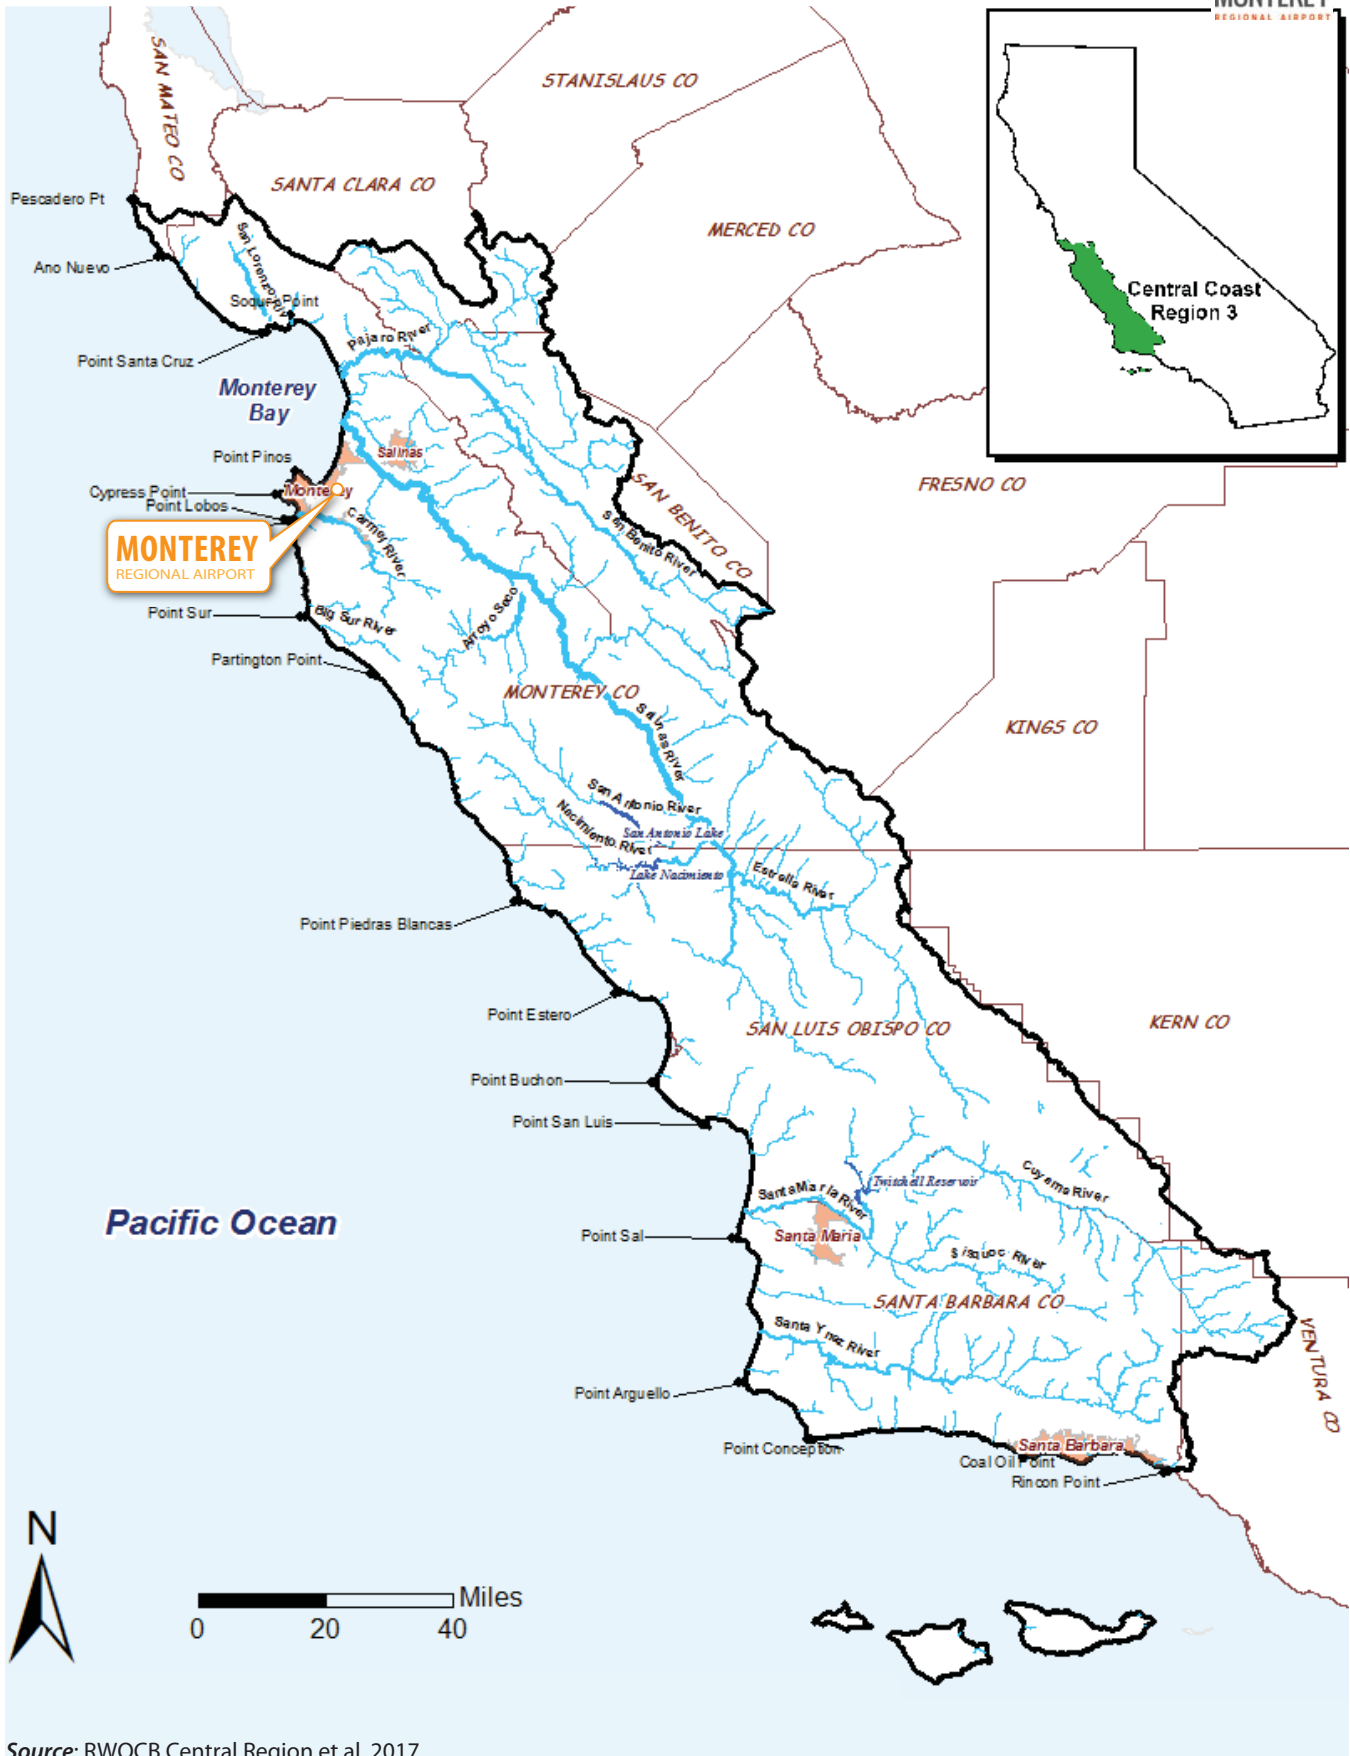 MONTEREY
REGIONAL AIRPORT
SAN MATEO CO
STANISLAUS CO
SANTA CLARA CO
MERCED CO
Pescadero Pt
Ano Nuevo
San Lorenzo Riv
Soquel Point
Point Santa Cruz
Pajaro River
Central Coast
Region 3
Monterey
Bay
Point Pinos
Salinas
Cypress Point
Monterey
Point Lobos
FRESNO CO
SAN BENITO CO
San Benito River
Carmel River
MONTEREY
REGIONAL AIRPORT
Point Sur
Big Sur River
Arroyo Seco
Partington Point
MONTEREY CO
Salinas River
KINGS CO
San Antonio River
Nacimiento River
San Antonio Lake
Lake Nacimiento
Estrella River
Point Piedras Blancas
Point Estero
SAN LUIS OBISPO CO
KERN CO
Point Buchon
Point San Luis
Cuyama River
Twitchell Reservoir
Santa Maria River
Pacific Ocean
Point Sal
Santa Maria
Sisquoc River
SANTA BARBARA CO
Santa Ynez River
VENTURA CO
Point Arguello
Point Conception
Santa Barbara
Coal Oil Point
Rincon Point
N
Miles
0 20 40
Source: RWQCB Central Region et al. 2017